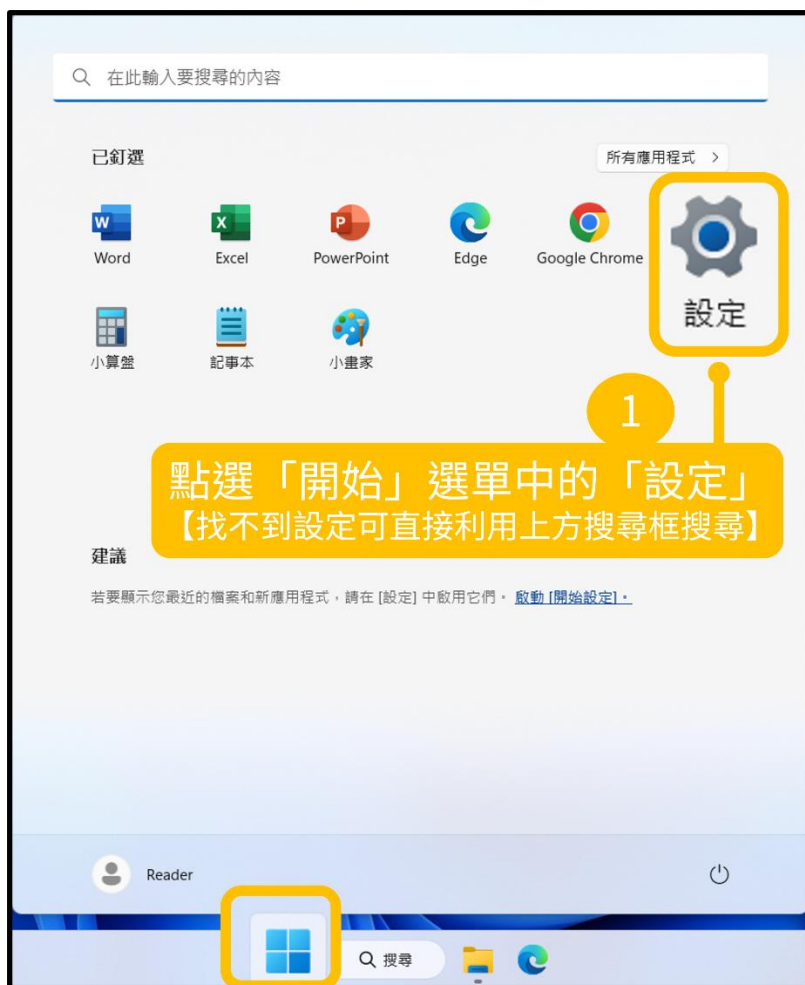 在此輸入要搜尋的內容
已釘選
所有應用程式 >
Word Excel PowerPoint Edge Google Chrome
設定
小算盤 記事本 小畫家
1
點選「開始」選單中的「設定」
【找不到設定可直接利用上方搜尋框搜尋】
建議
若要顯示您最近的檔案和新應用程式，請在 [設定] 中啟用它們。 啟動 [開始設定]。
Reader
搜尋